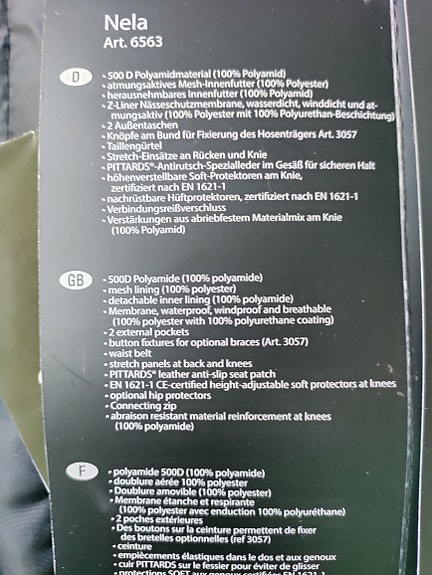 Nela
Art. 6563
D
• 500 D Polyamidmaterial (100% Polyamid)
• atmungsaktives Mesh-Innenfutter (100% Polyester)
• herausnehmbares Innenfutter (100% Polyamid)
• Z-Liner Nässeschutzmembrane, wasserdicht, winddicht und at-
mungsaktiv (100% Polyester mit 100% Polyurethan-Beschichtung)
• 2 Außentaschen
• Knöpfe am Bund für Fixierung des Hosenträgers Art. 3057
• Taillengürtel
• Stretch-Einsätze an Rücken und Knie
• PITTARDS®-Antirutsch-Spezialleder im Gesäß für sicheren Halt
• höhenverstellbare Soft-Protektoren am Knie,
zertifiziert nach EN 1621-1
• nachrüstbare Hüftprotektoren, zertifiziert nach EN 1621-1
• Verbindungsreißverschluss
• Verstärkungen aus abriebfestem Materialmix am Knie
(100% Polyamid)
GB
• 500D Polyamide (100% polyamide)
• mesh lining (100% polyester)
• detachable inner lining (100% polyamide)
• Membrane, waterproof, windproof and breathable
(100% polyester with 100% polyurethane coating)
• 2 external pockets
• button fixtures for optional braces (Art. 3057)
• waist belt
• stretch panels at back and knees
• PITTARDS® leather anti-slip seat patch
• EN 1621-1 CE-certified height-adjustable soft protectors at knees
• optional hip protectors
• Connecting zip
• abraison resistant material reinforcement at knees
(100% polyamide)
F
• polyamide 500D (100% polyamide)
• doublure aérée 100% polyester
• Doublure amovible (100% polyester)
• Membrane étanche et respirante
(100% polyester avec enduction 100% polyuréthane)
• 2 poches extérieures
• Des boutons sur la ceinture permettent de fixer
des bretelles optionnelles (ref 3057)
• ceinture
• empiècements élastiques dans le dos et aux genoux
• cuir PITTARDS sur le fessier pour éviter de glisser
• protections SOFT aux genoux certifiées EN 1621-1